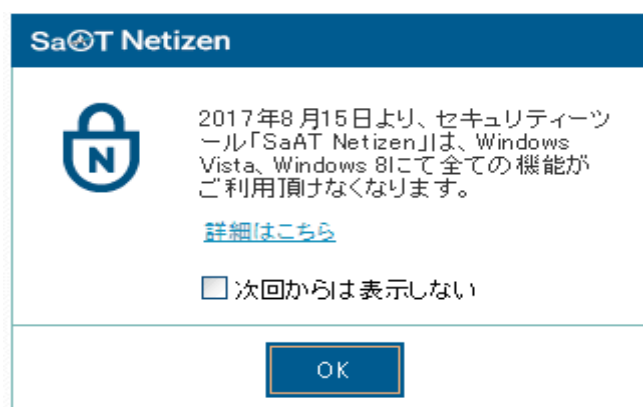 Sa@T Netizen
N
2017年8月15日より、セキュリティーツ
ール「SaAT Netizen」は、Windows
Vista、Windows 8にて全ての機能が
ご利用頂けなくなります。
詳細はこちら
次回からは表示しない
OK